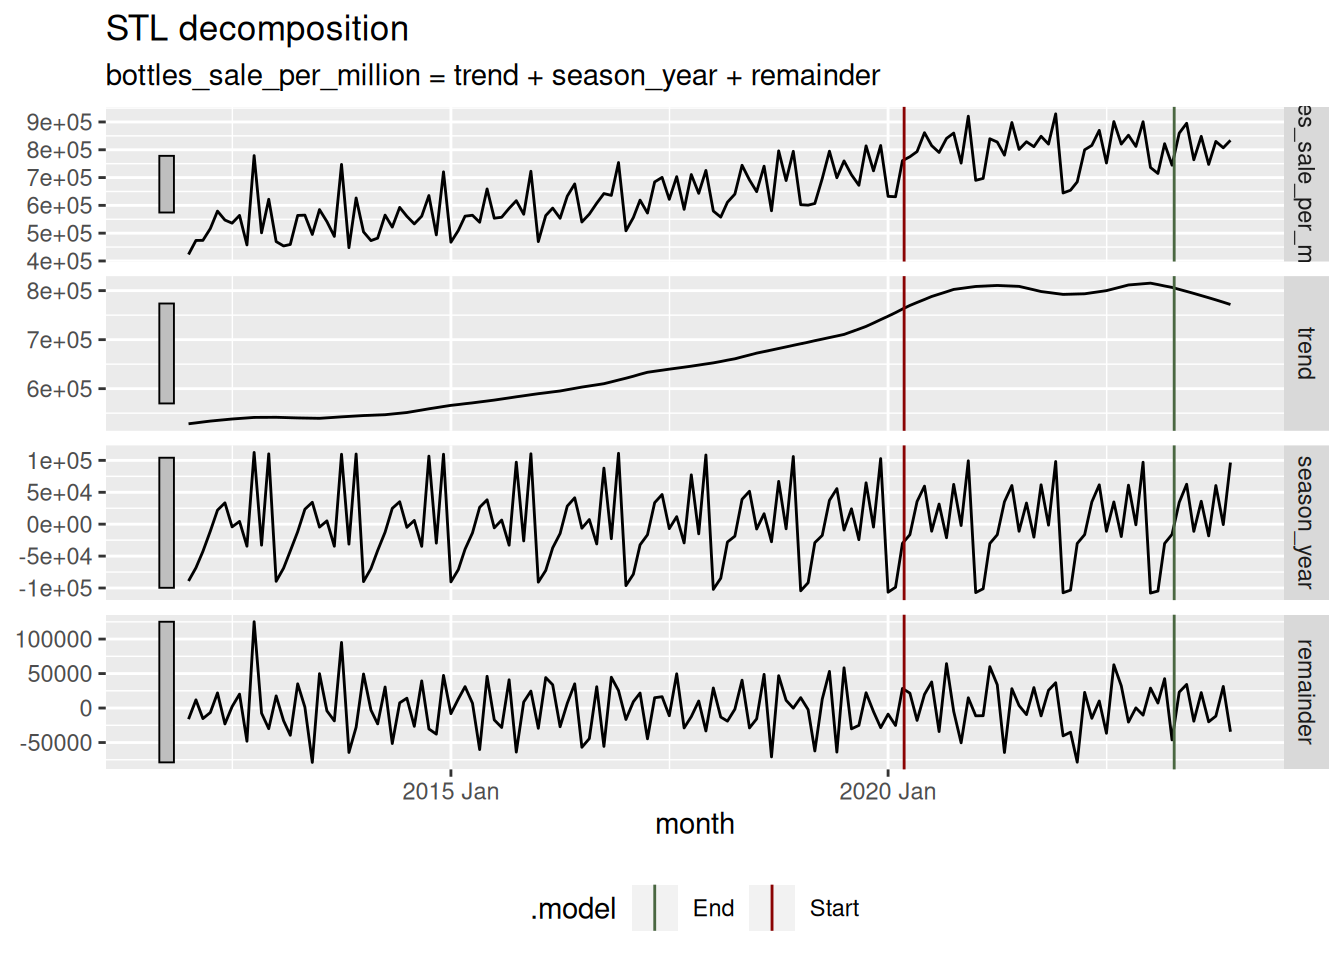 STL decomposition
bottles_sale_per_million = trend + season_year + remainder
9e+05
8e+05
7e+05
6e+05
5e+05
4e+05
es_sale_per_m
8e+05
7e+05
6e+05
trend
1e+05
5e+04
0e+00
-5e+04
-1e+05
season_year
100000
50000
0
-50000
remainder
2015 Jan
2020 Jan
month
.model
End
Start